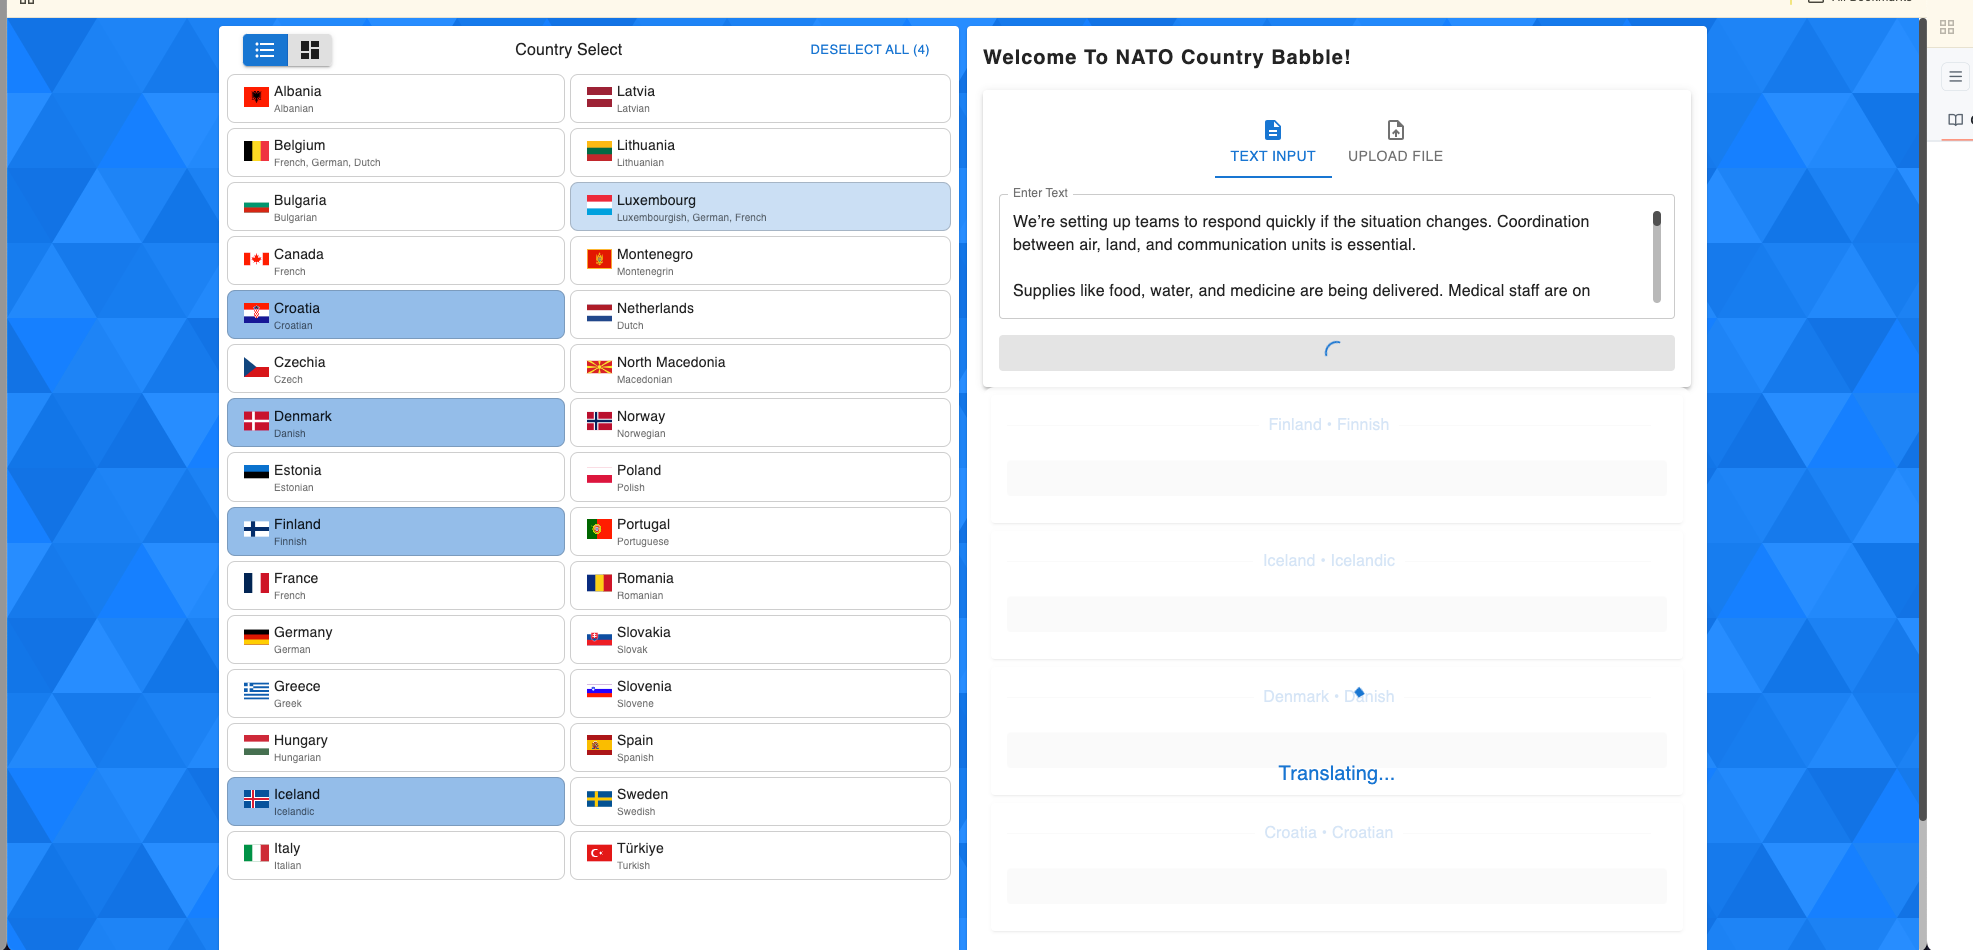 Country Select
DESELECT ALL (4)
Albania
Albanian
Belgium
French, German, Dutch
Bulgaria
Bulgarian
Canada
French
Croatia
Croatian
Czechia
Czech
Denmark
Danish
Estonia
Estonian
Finland
Finnish
France
French
Germany
German
Greece
Greek
Hungary
Hungarian
Iceland
Icelandic
Italy
Italian
Latvia
Latvian
Lithuania
Lithuanian
Luxembourg
Luxembourgish, German, French
Montenegro
Montenegrin
Netherlands
Dutch
North Macedonia
Macedonian
Norway
Norwegian
Poland
Polish
Portugal
Portuguese
Romania
Romanian
Slovakia
Slovak
Slovenia
Slovene
Spain
Spanish
Sweden
Swedish
Türkiye
Turkish
Welcome To NATO Country Babble!
TEXT INPUT
UPLOAD FILE
Enter Text
We’re setting up teams to respond quickly if the situation changes. Coordination
between air, land, and communication units is essential.
Supplies like food, water, and medicine are being delivered. Medical staff are on
Finland • Finnish
Iceland • Icelandic
Denmark • Danish
Translating...
Croatia • Croatian